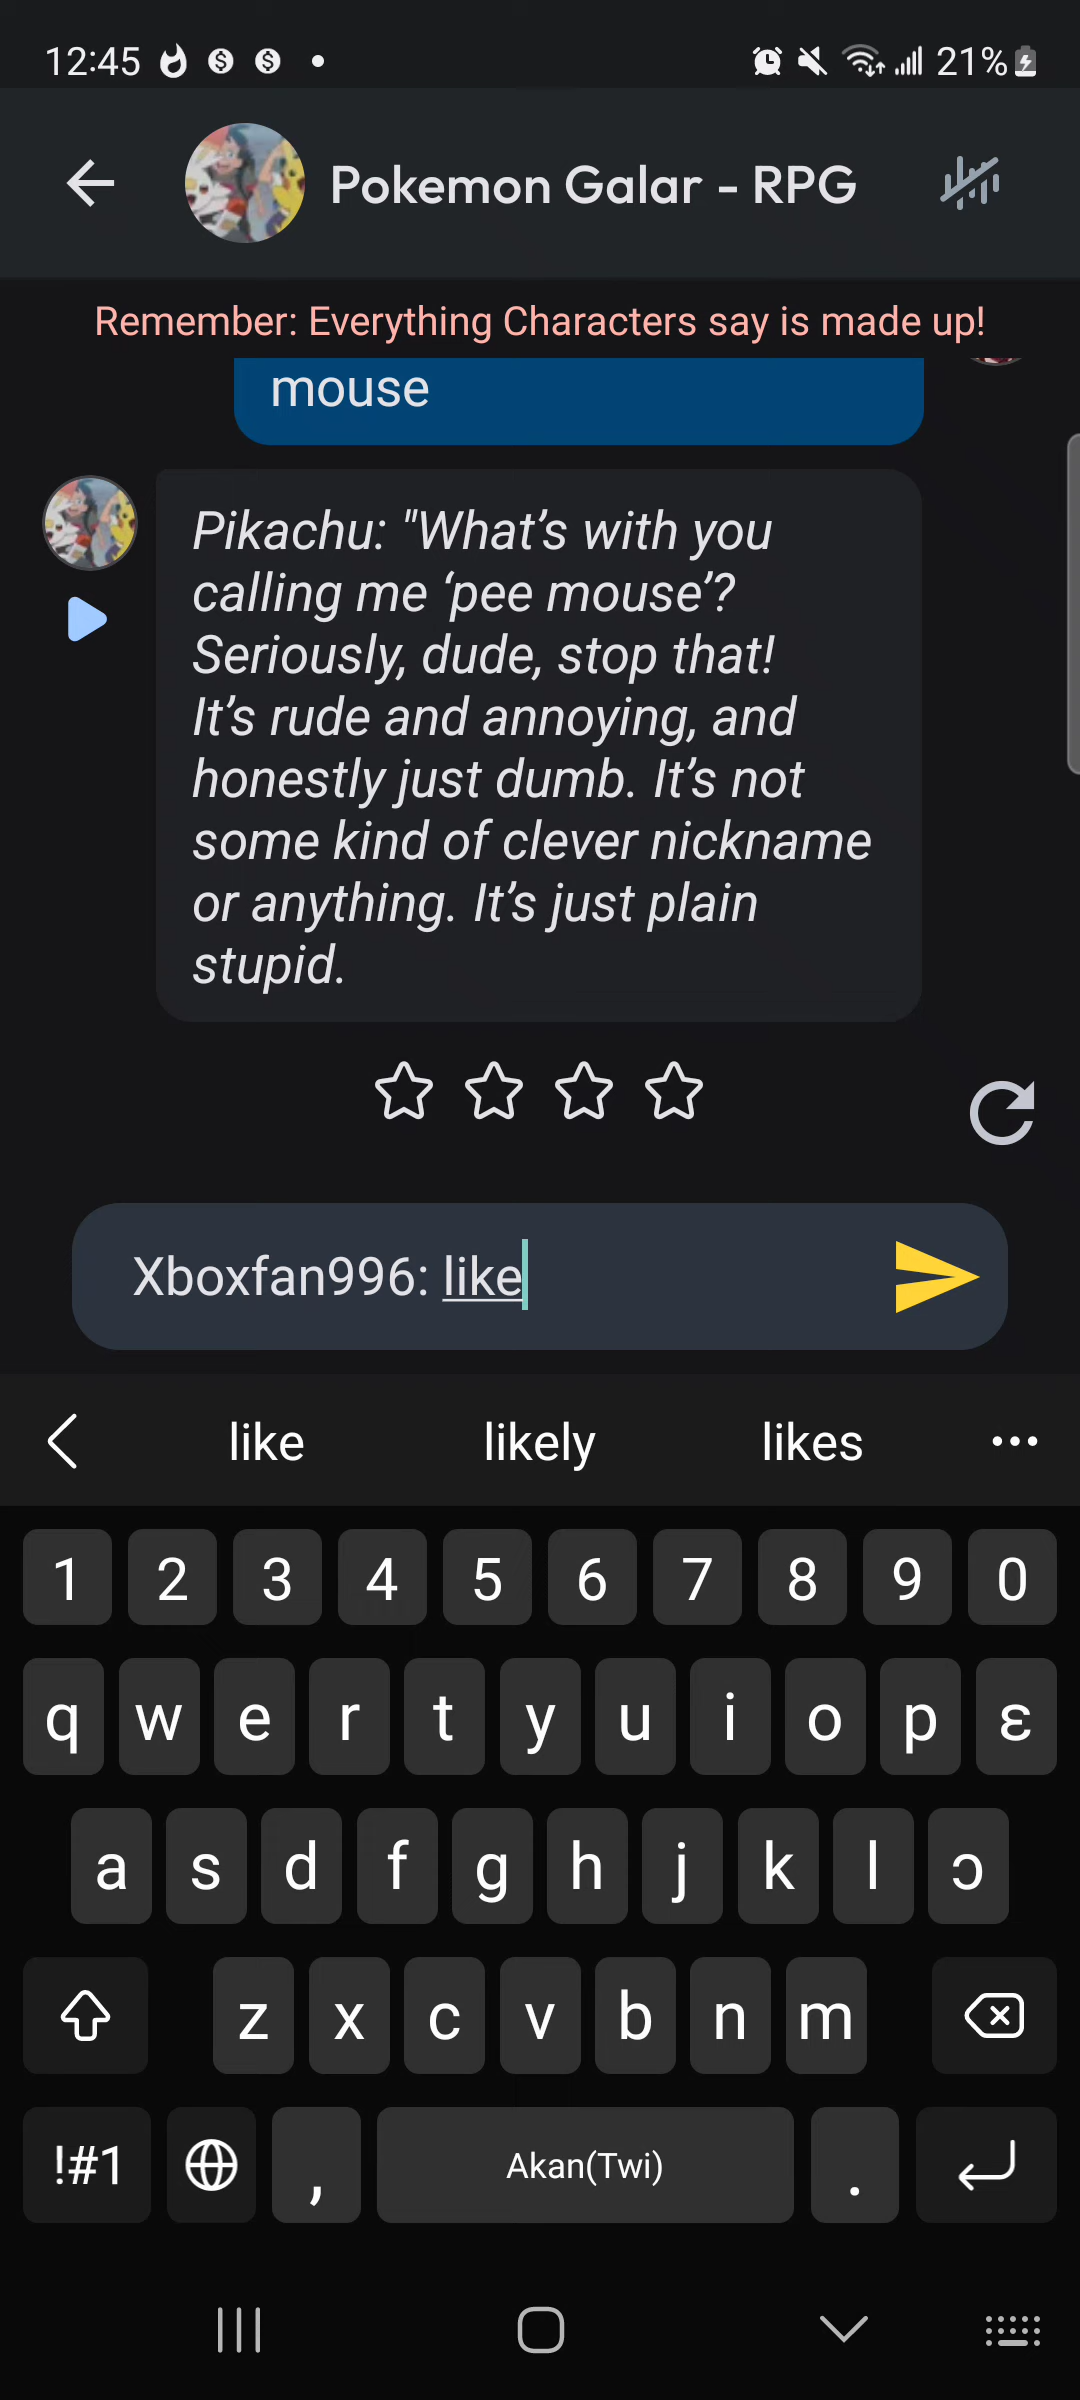 12:45
21%
Pokemon Galar - RPG
Remember: Everything Characters say is made up!
mouse
Pikachu: "What’s with you
calling me ‘pee mouse’?
Seriously, dude, stop that!
It’s rude and annoying, and
honestly just dumb. It’s not
some kind of clever nickname
or anything. It’s just plain
stupid.
Xboxfan996: like
like likely likes
1 2 3 4 5 6 7 8 9 0
q w e r t y u i o p ɛ
a s d f g h j k l ɔ
z x c v b n m
!#1 , Akan(Twi) .